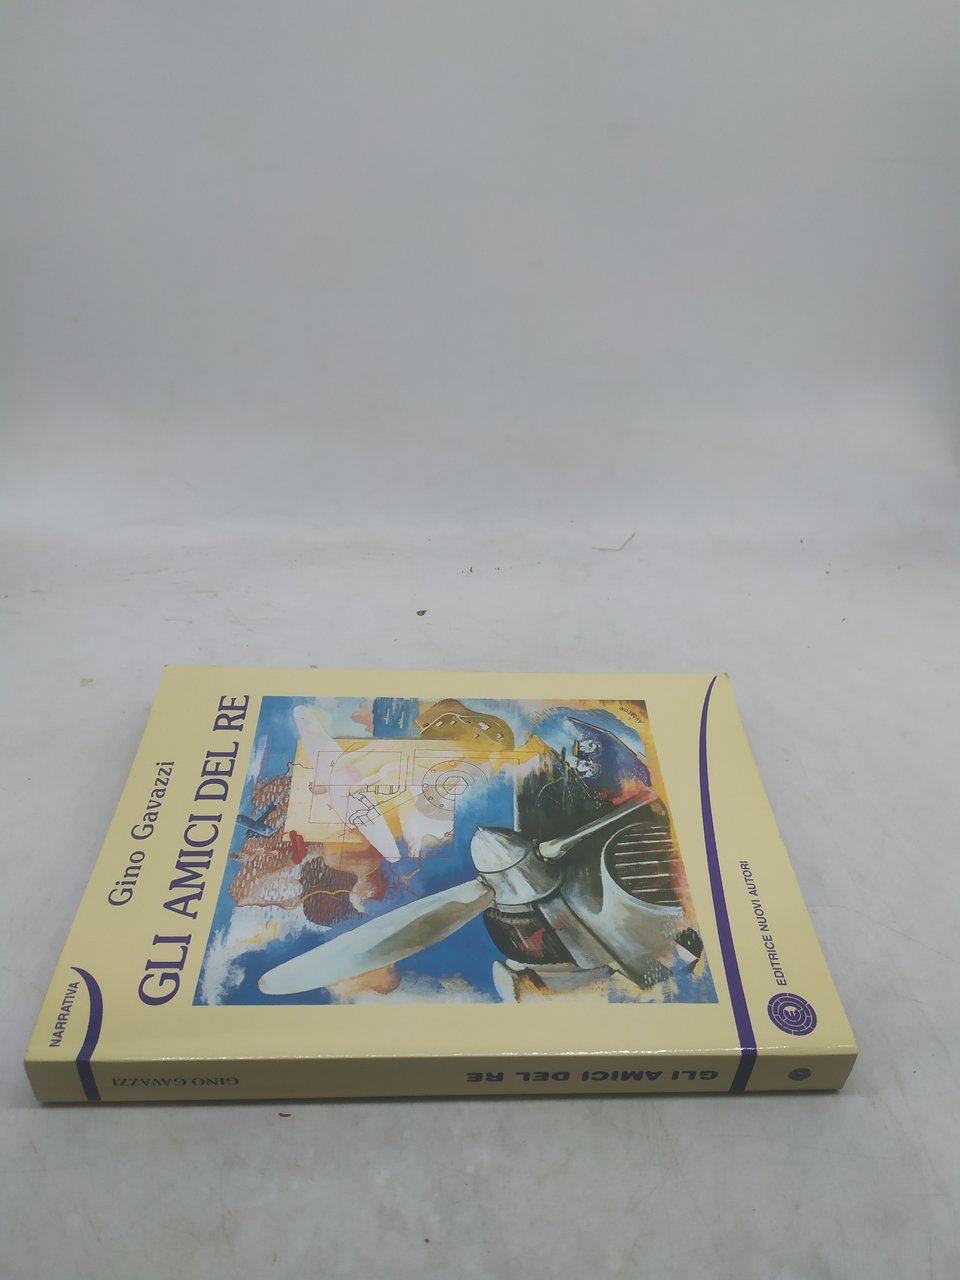 NARRATIVA
Gino Gavazzi
GLI AMICI DEL RE
EDITRICE NUOVI AUTORI
GLI AMICI DEL RE
GINO GAVAZZI